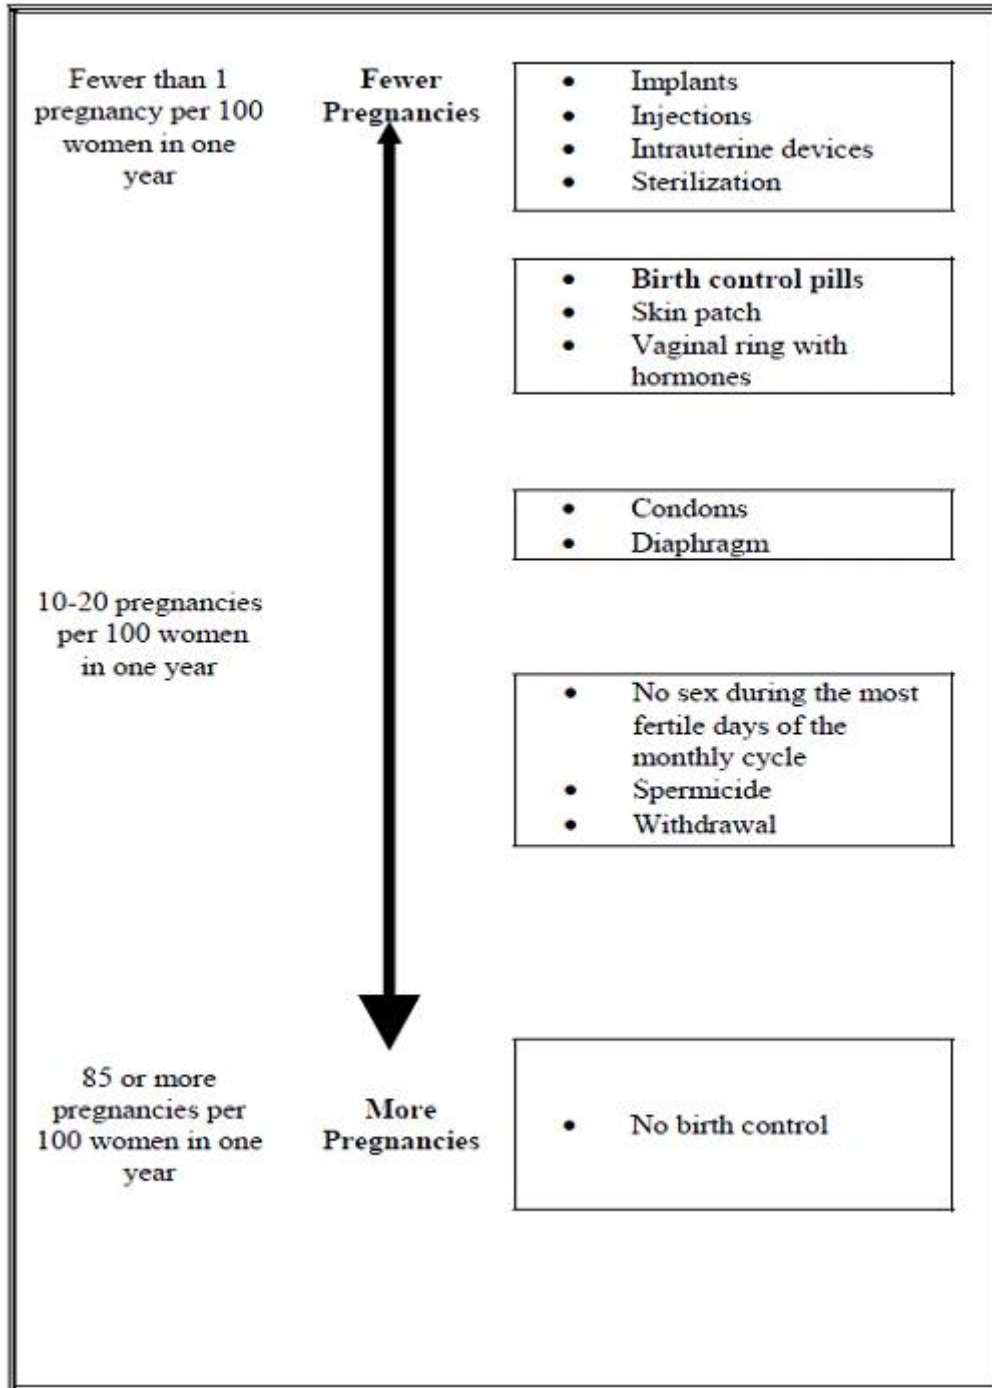 Fewer than 1
pregnancy per 100
women in one
year
Fewer
Pregnancies
• Implants
• Injections
• Intrauterine devices
• Sterilization
• Birth control pills
• Skin patch
• Vaginal ring with
hormones
• Condoms
• Diaphragm
10-20 pregnancies
per 100 women
in one year
• No sex during the most
fertile days of the
monthly cycle
• Spermicide
• Withdrawal
85 or more
pregnancies per
100 women in one
year
More
Pregnancies
• No birth control